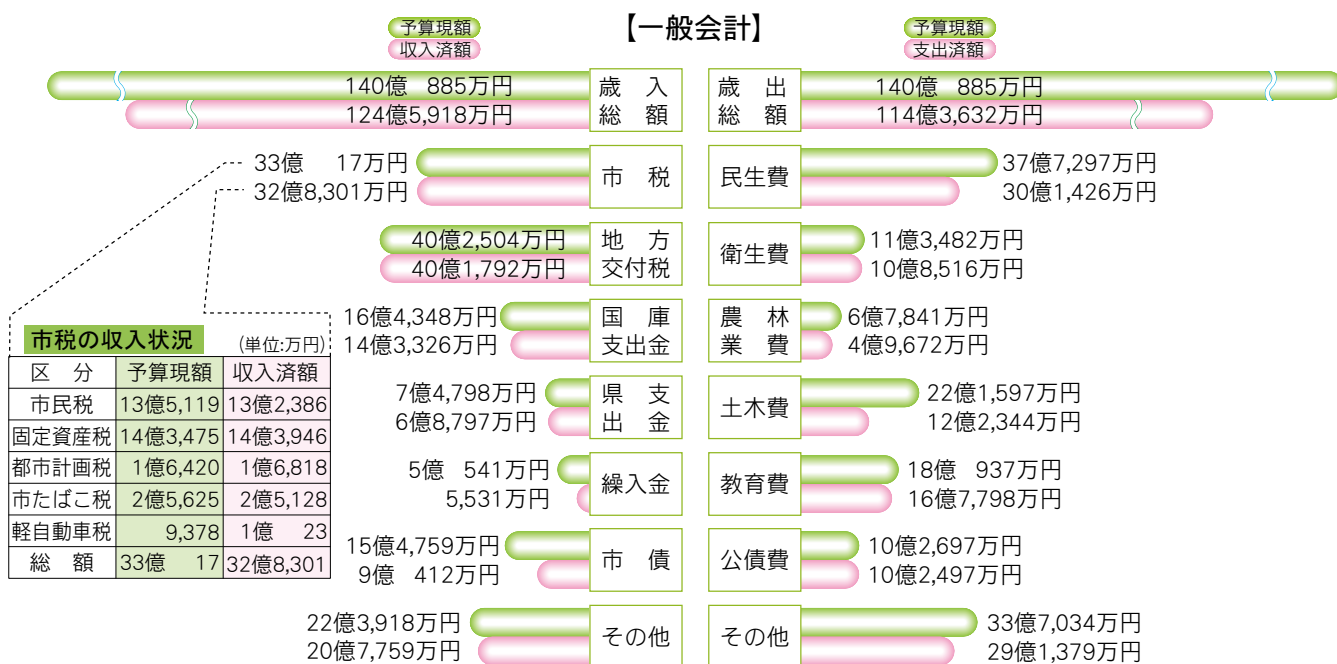 【一般会計】
予算現額
収入済額
予算現額
支出済額
140億 885万円
124億5,918万円
歳入
総額
歳出
総額
140億 885万円
114億3,632万円
33億 17万円
32億8,301万円
市税
民生費
37億7,297万円
30億1,426万円
40億2,504万円
40億1,792万円
地方
交付税
衛生費
11億3,482万円
10億8,516万円
16億4,348万円
14億3,326万円
国庫
支出金
農林
業費
6億7,841万円
4億9,672万円
7億4,798万円
6億8,797万円
県支
出金
土木費
22億1,597万円
12億2,344万円
5億 541万円
5,531万円
繰入金
教育費
18億 937万円
16億7,798万円
15億4,759万円
9億 412万円
市債
公債費
10億2,697万円
10億2,497万円
22億3,918万円
20億7,759万円
その他
その他
33億7,034万円
29億1,379万円
市税の収入状況 (単位:万円)
区分 予算現額 収入済額
市民税 13億5,119 13億2,386
固定資産税 14億3,475 14億3,946
都市計画税 1億6,420 1億6,818
市たばこ税 2億5,625 2億5,128
軽自動車税 9,378 1億 23
総額 33億 17 32億8,301